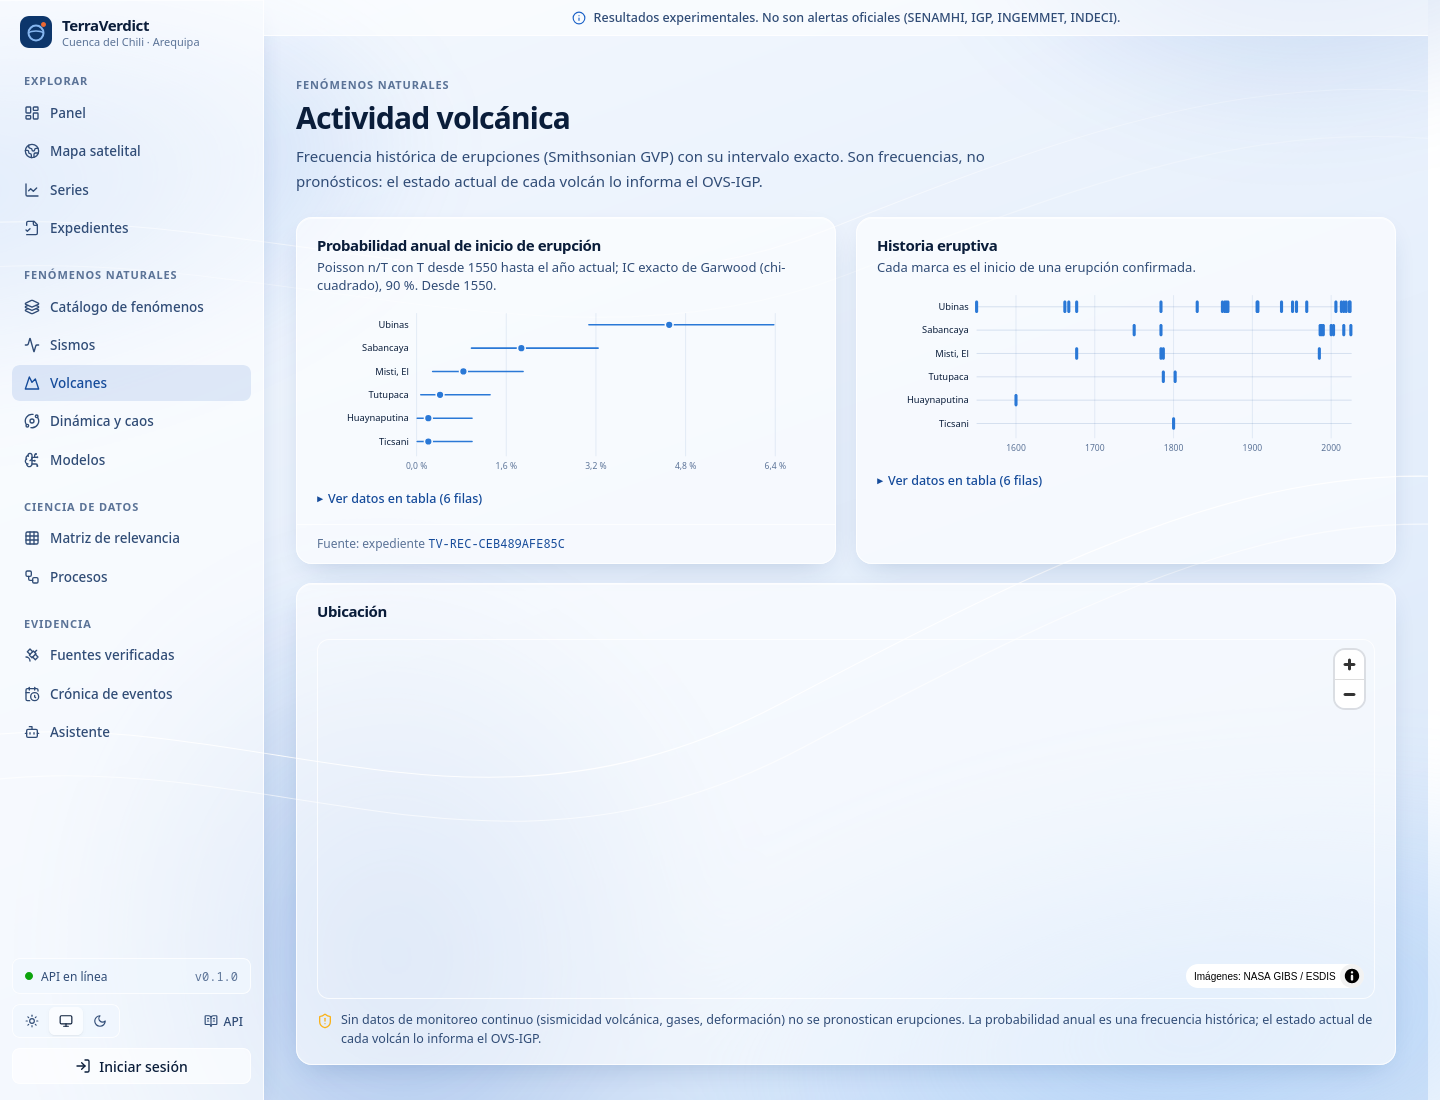 TerraVerdict
Cuenca del Chili · Arequipa
EXPLORAR
Panel
Mapa satelital
Series
Expedientes
FENÓMENOS NATURALES
Catálogo de fenómenos
Sismos
Volcanes
Dinámica y caos
Modelos
CIENCIA DE DATOS
Matriz de relevancia
Procesos
EVIDENCIA
Fuentes verificadas
Crónica de eventos
Asistente
API en línea
v0.1.0
API
Iniciar sesión
Resultados experimentales. No son alertas oficiales (SENAMHI, IGP, INGEMMET, INDECI).
FENÓMENOS NATURALES
Actividad volcánica
Frecuencia histórica de erupciones (Smithsonian GVP) con su intervalo exacto. Son frecuencias, no
pronósticos: el estado actual de cada volcán lo informa el OVS-IGP.
Probabilidad anual de inicio de erupción
Poisson n/T con T desde 1550 hasta el año actual; IC exacto de Garwood (chi-
cuadrado), 90 %. Desde 1550.
Ubinas
Sabancaya
Misti, El
Tutupaca
Huaynaputina
Ticsani
0,0 %
1,6 %
3,2 %
4,8 %
6,4 %
▸ Ver datos en tabla (6 filas)
Fuente: expediente TV-REC-CEB489AFE85C
Historia eruptiva
Cada marca es el inicio de una erupción confirmada.
Ubinas
Sabancaya
Misti, El
Tutupaca
Huaynaputina
Ticsani
1600
1700
1800
1900
2000
▸ Ver datos en tabla (6 filas)
Ubicación
Imágenes: NASA GIBS / ESDIS
Sin datos de monitoreo continuo (sismicidad volcánica, gases, deformación) no se pronostican erupciones. La probabilidad anual es una frecuencia histórica; el estado actual de
cada volcán lo informa el OVS-IGP.